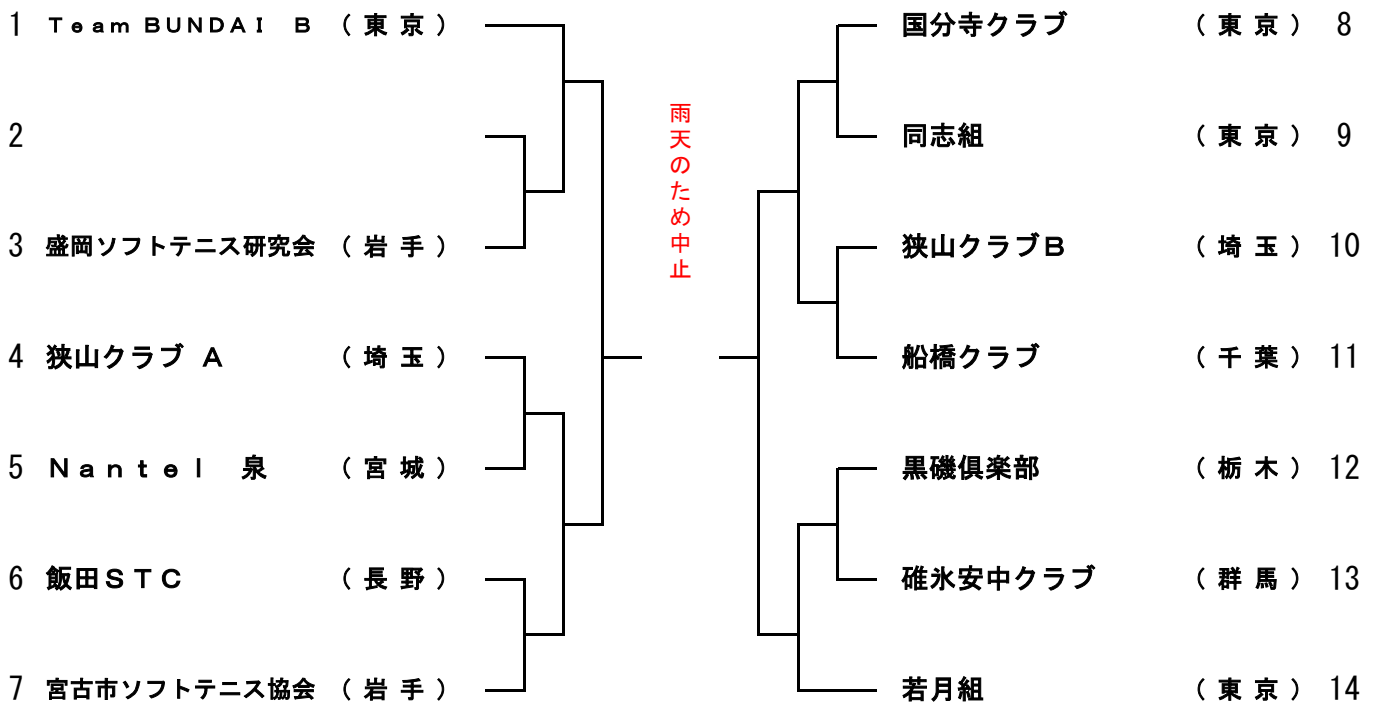 1 Ｔｅａｍ ＢＵＮＤＡＩ Ｂ （東京）
2
3 盛岡ソフトテニス研究会 （岩手）
4 狭山クラブ Ａ （埼玉）
5 Ｎａｎｔｅｌ 泉 （宮城）
6 飯田ＳＴＣ （長野）
7 宮古市ソフトテニス協会 （岩手）
雨天のため中止
国分寺クラブ （東京） 8
同志組 （東京） 9
狭山クラブＢ （埼玉） 10
船橋クラブ （千葉） 11
黒磯倶楽部 （栃木） 12
碓氷安中クラブ （群馬） 13
若月組 （東京） 14